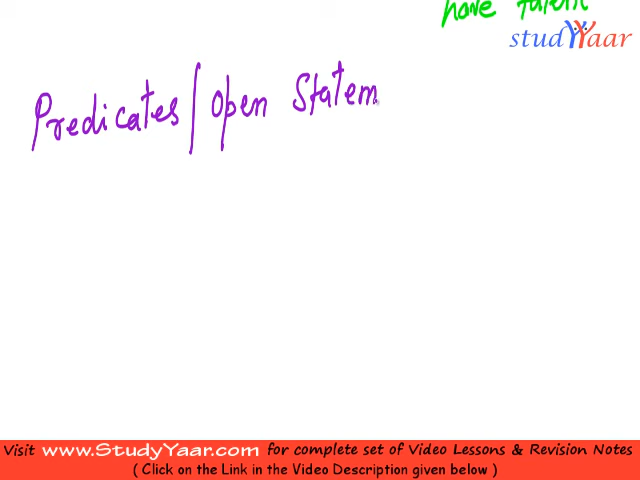 have talent
studYYaar
Predicates / Open Statem
Visit www.StudyYaar.com for complete set of Video Lessons & Revision Notes
( Click on the Link in the Video Description given below )